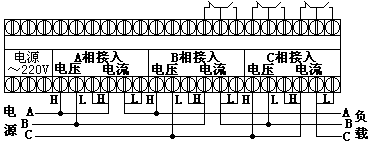 电源 A相接入 B相接入 C相接入
～220V 电压 电流 电压 电流 电压 电流
H L H L H L H L H L H L
电源 A B C
A B C 负载